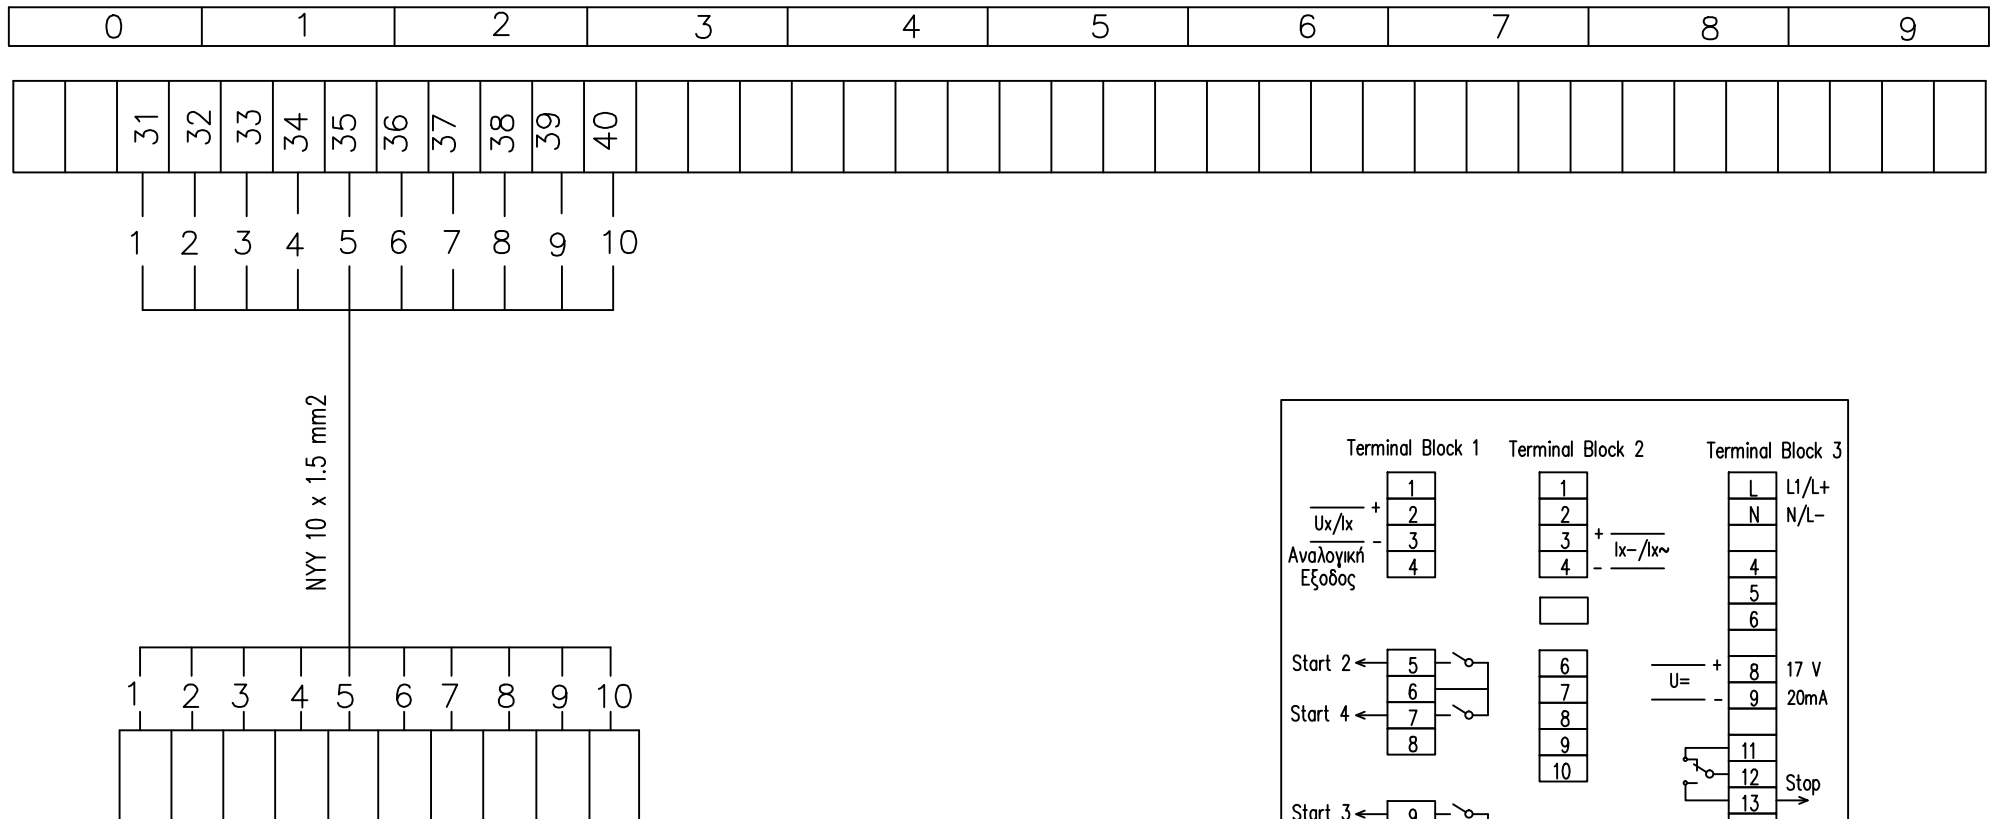 0 1 2 3 4 5 6 7 8 9
31 32 33 34 35 36 37 38 39 40
1 2 3 4 5 6 7 8 9 10
NYY 10 x 1.5 mm2
1 2 3 4 5 6 7 8 9 10
Terminal Block 1
1
+ 2
Ux/Ix
- 3
Αναλογική
Εξοδος
4
Start 2 5
6
Start 4 7
8
Start 3 9
Terminal Block 2
1
2
3 +
Ix-/Ix~
4 -
6
7
8
9
10
Terminal Block 3
L L1/L+
N N/L-
4
5
6
+ 8 17 V
U=
- 9 20mA
11
12 Stop
13